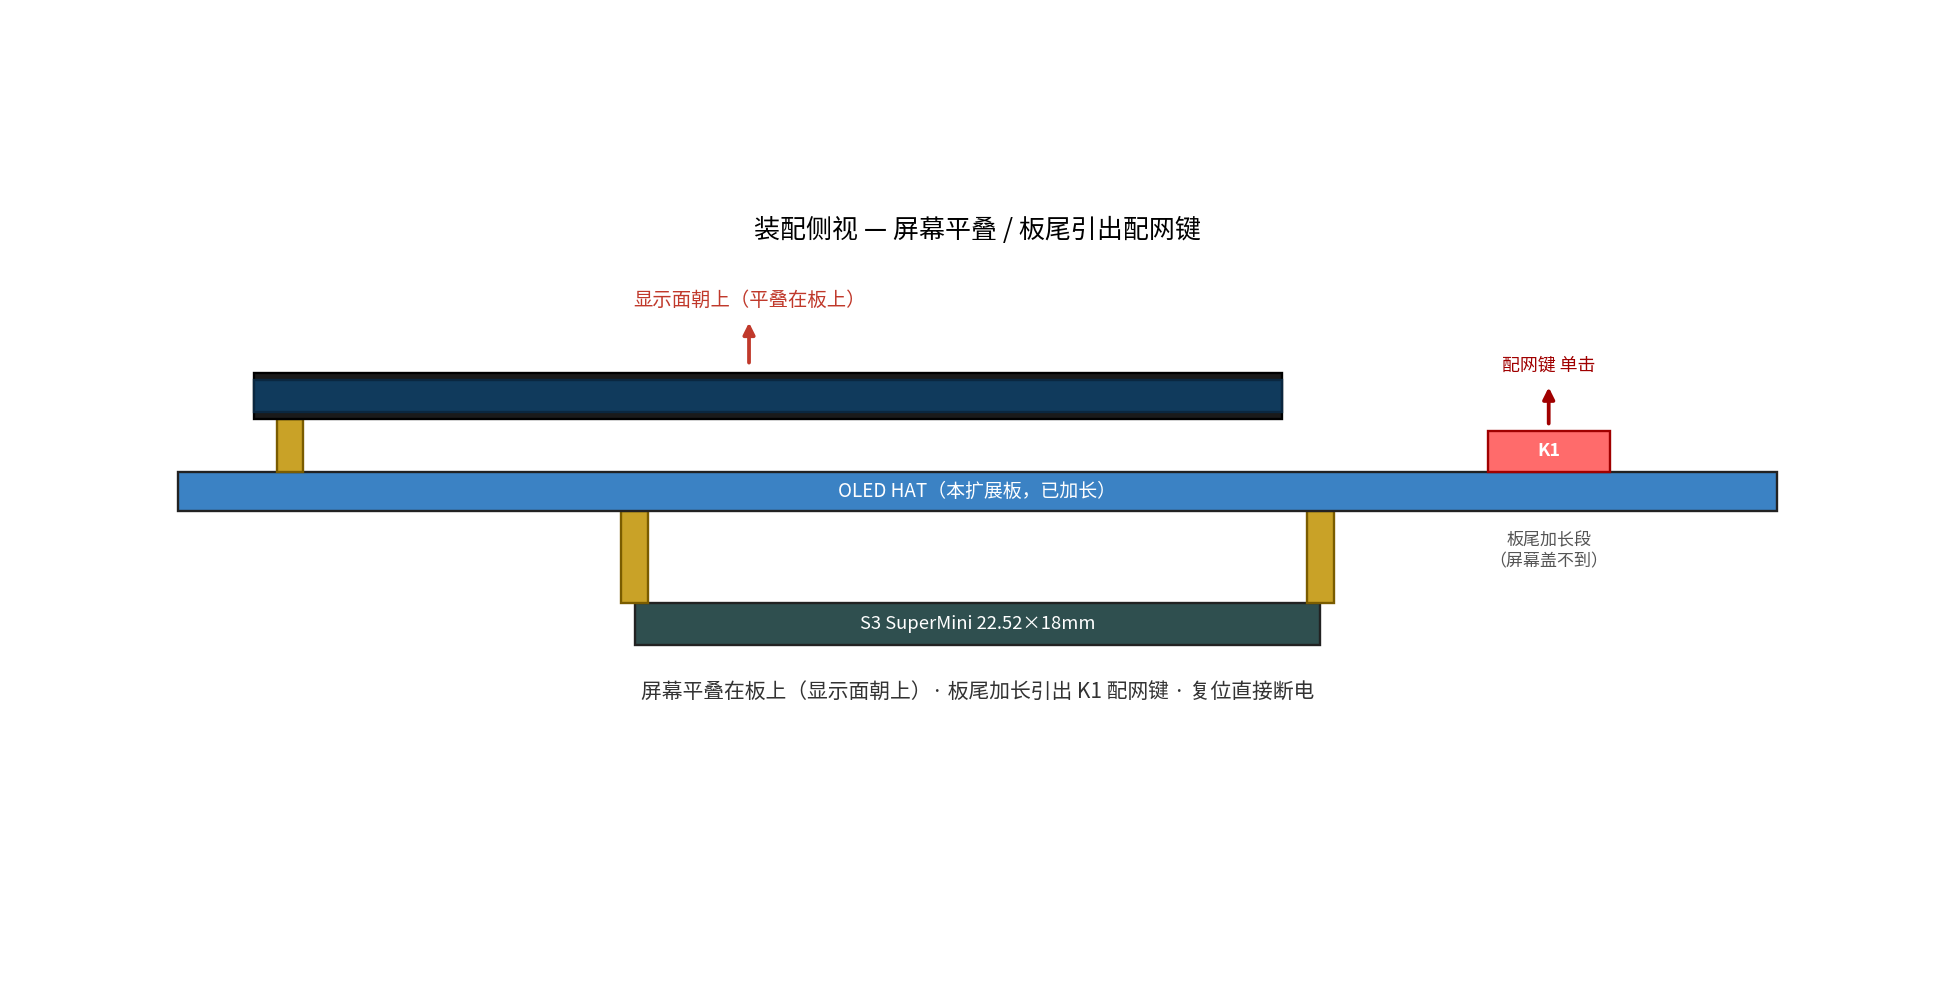 装配侧视 — 屏幕平叠 / 板尾引出配网键
显示面朝上（平叠在板上）
配网键 单击
K1
OLED HAT（本扩展板，已加长）
板尾加长段
（屏幕盖不到）
S3 SuperMini 22.52×18mm
屏幕平叠在板上（显示面朝上）· 板尾加长引出 K1 配网键 · 复位直接断电